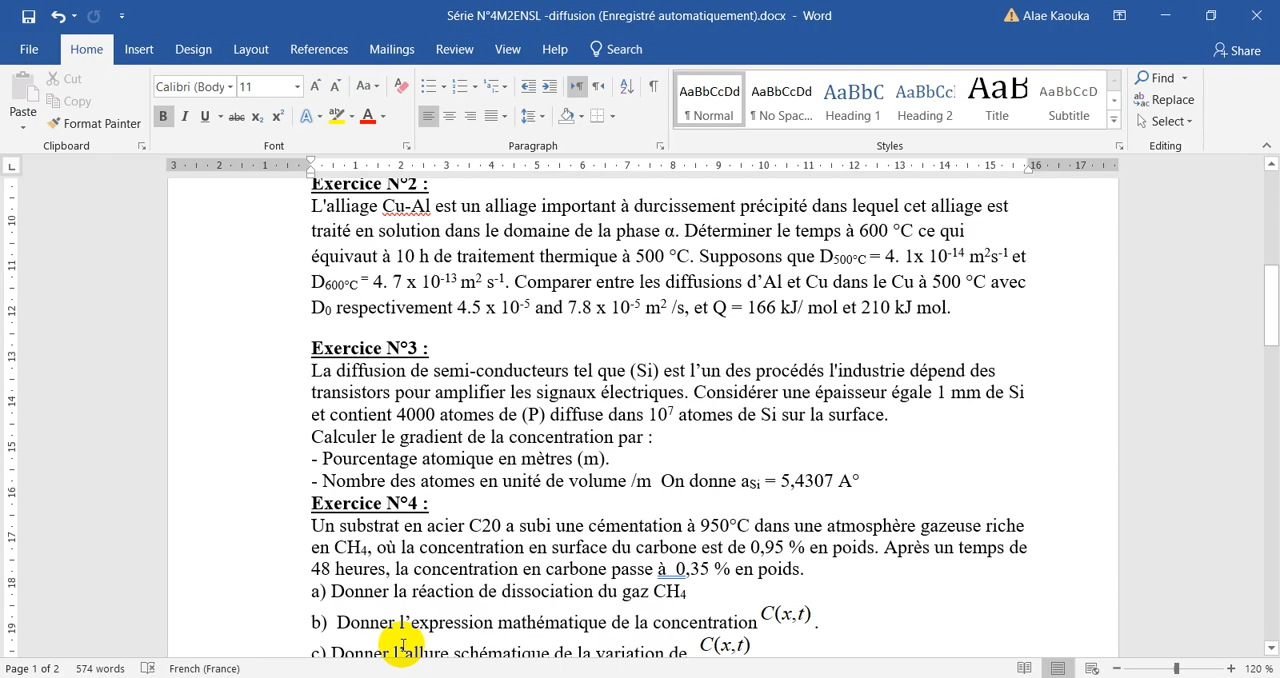 Série N°4M2ENSL -diffusion (Enregistré automatiquement).docx - Word
Alae Kaouka
File Home Insert Design Layout References Mailings Review View Help Search Share
Paste Cut Copy Format Painter
Calibri (Body 11
Normal No Spac... Heading 1 Heading 2 Title Subtitle
Find Replace Select
Clipboard Font Paragraph Styles Editing
Exercice N°2 :
L'alliage Cu-Al est un alliage important à durcissement précipité dans lequel cet alliage est
traité en solution dans le domaine de la phase α. Déterminer le temps à 600 °C ce qui
équivaut à 10 h de traitement thermique à 500 °C. Supposons que D500°C = 4. 1x 10-14 m2s-1 et
D600°C = 4. 7 x 10-13 m2 s-1. Comparer entre les diffusions d’Al et Cu dans le Cu à 500 °C avec
D0 respectivement 4.5 x 10-5 and 7.8 x 10-5 m2 /s, et Q = 166 kJ/ mol et 210 kJ mol.
Exercice N°3 :
La diffusion de semi-conducteurs tel que (Si) est l’un des procédés l'industrie dépend des
transistors pour amplifier les signaux électriques. Considérer une épaisseur égale 1 mm de Si
et contient 4000 atomes de (P) diffuse dans 107 atomes de Si sur la surface.
Calculer le gradient de la concentration par :
- Pourcentage atomique en mètres (m).
- Nombre des atomes en unité de volume /m  On donne aSi = 5,4307 A°
Exercice N°4 :
Un substrat en acier C20 a subi une cémentation à 950°C dans une atmosphère gazeuse riche
en CH4, où la concentration en surface du carbone est de 0,95 % en poids. Après un temps de
48 heures, la concentration en carbone passe à  0,35 % en poids.
a) Donner la réaction de dissociation du gaz CH4
b)  Donner l’expression mathématique de la concentration C(x,t).
c) Donner l’allure schématique de la variation de C(x,t)
Page 1 of 2 574 words French (France) 120 %